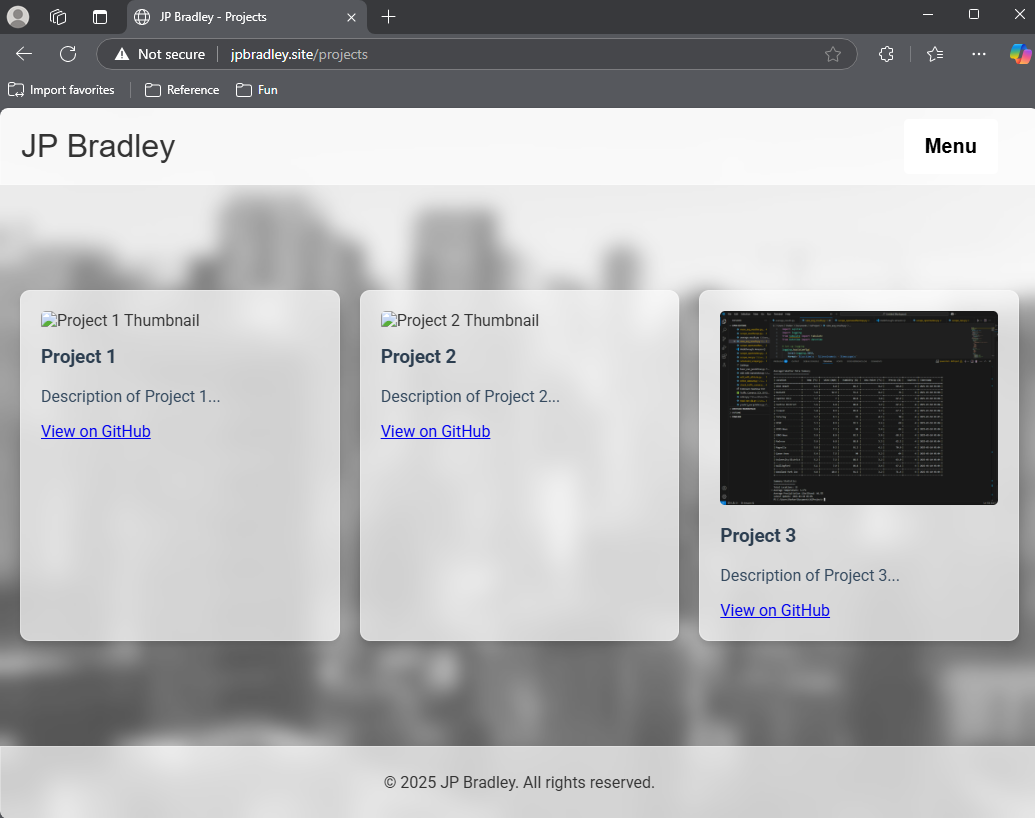 JP Bradley - Projects
Not secure
jpbradley.site/projects
Import favorites
Reference
Fun
JP Bradley
Menu
Project 1 Thumbnail
Project 1
Description of Project 1...
View on GitHub
Project 2 Thumbnail
Project 2
Description of Project 2...
View on GitHub
Project 3
Description of Project 3...
View on GitHub
© 2025 JP Bradley. All rights reserved.